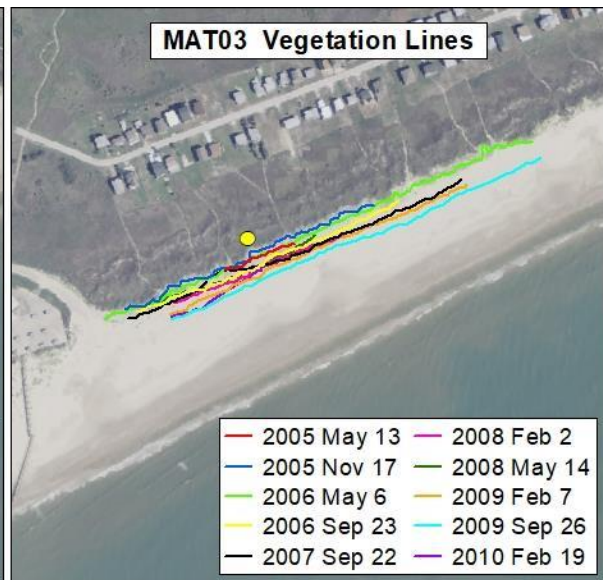 MAT03 Vegetation Lines
2005 May 13
2005 Nov 17
2006 May 6
2006 Sep 23
2007 Sep 22
2008 Feb 2
2008 May 14
2009 Feb 7
2009 Sep 26
2010 Feb 19